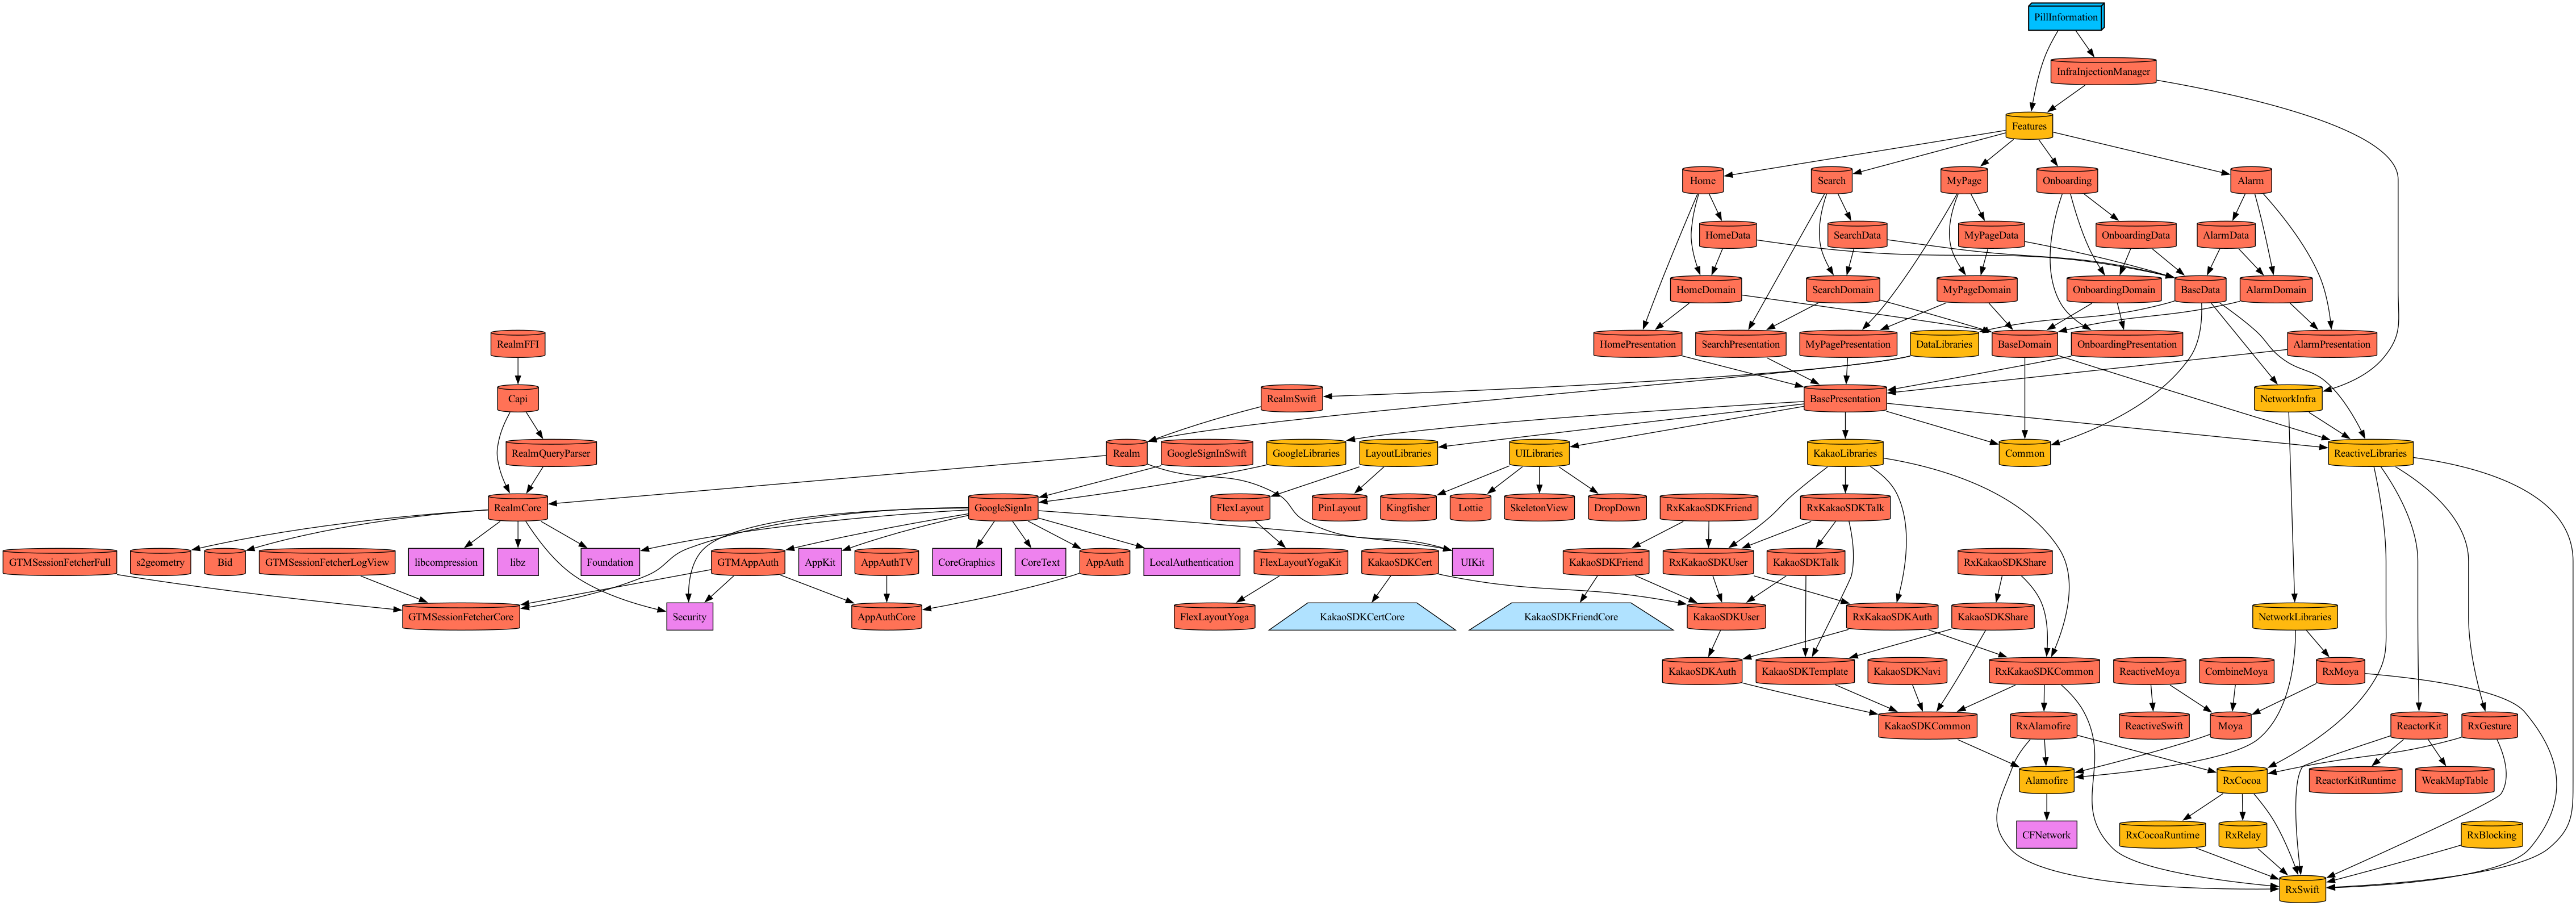 PillInformation
InfraInjectionManager
Features
Home
Search
MyPage
Onboarding
Alarm
HomeData
SearchData
MyPageData
OnboardingData
AlarmData
HomeDomain
SearchDomain
MyPageDomain
OnboardingDomain
BaseData
AlarmDomain
RealmFFI
HomePresentation
SearchPresentation
MyPagePresentation
DataLibraries
BaseDomain
OnboardingPresentation
AlarmPresentation
Capi
RealmSwift
BasePresentation
NetworkInfra
RealmQueryParser
Realm
GoogleSignInSwift
GoogleLibraries
LayoutLibraries
UILibraries
KakaoLibraries
Common
ReactiveLibraries
RealmCore
GoogleSignIn
FlexLayout
PinLayout
Kingfisher
Lottie
SkeletonView
DropDown
RxKakaoSDKFriend
RxKakaoSDKTalk
GTMSessionFetcherFull
s2geometry
Bid
GTMSessionFetcherLogView
libcompression
libz
Foundation
GTMAppAuth
AppKit
AppAuthTV
CoreGraphics
CoreText
AppAuth
LocalAuthentication
FlexLayoutYogaKit
KakaoSDKCert
UIKit
KakaoSDKFriend
RxKakaoSDKUser
KakaoSDKTalk
RxKakaoSDKShare
GTMSessionFetcherCore
Security
AppAuthCore
FlexLayoutYoga
KakaoSDKCertCore
KakaoSDKFriendCore
KakaoSDKUser
RxKakaoSDKAuth
KakaoSDKShare
NetworkLibraries
KakaoSDKAuth
KakaoSDKTemplate
KakaoSDKNavi
RxKakaoSDKCommon
ReactiveMoya
CombineMoya
RxMoya
KakaoSDKCommon
RxAlamofire
ReactiveSwift
Moya
ReactorKit
RxGesture
Alamofire
RxCocoa
ReactorKitRuntime
WeakMapTable
CFNetwork
RxCocoaRuntime
RxRelay
RxBlocking
RxSwift